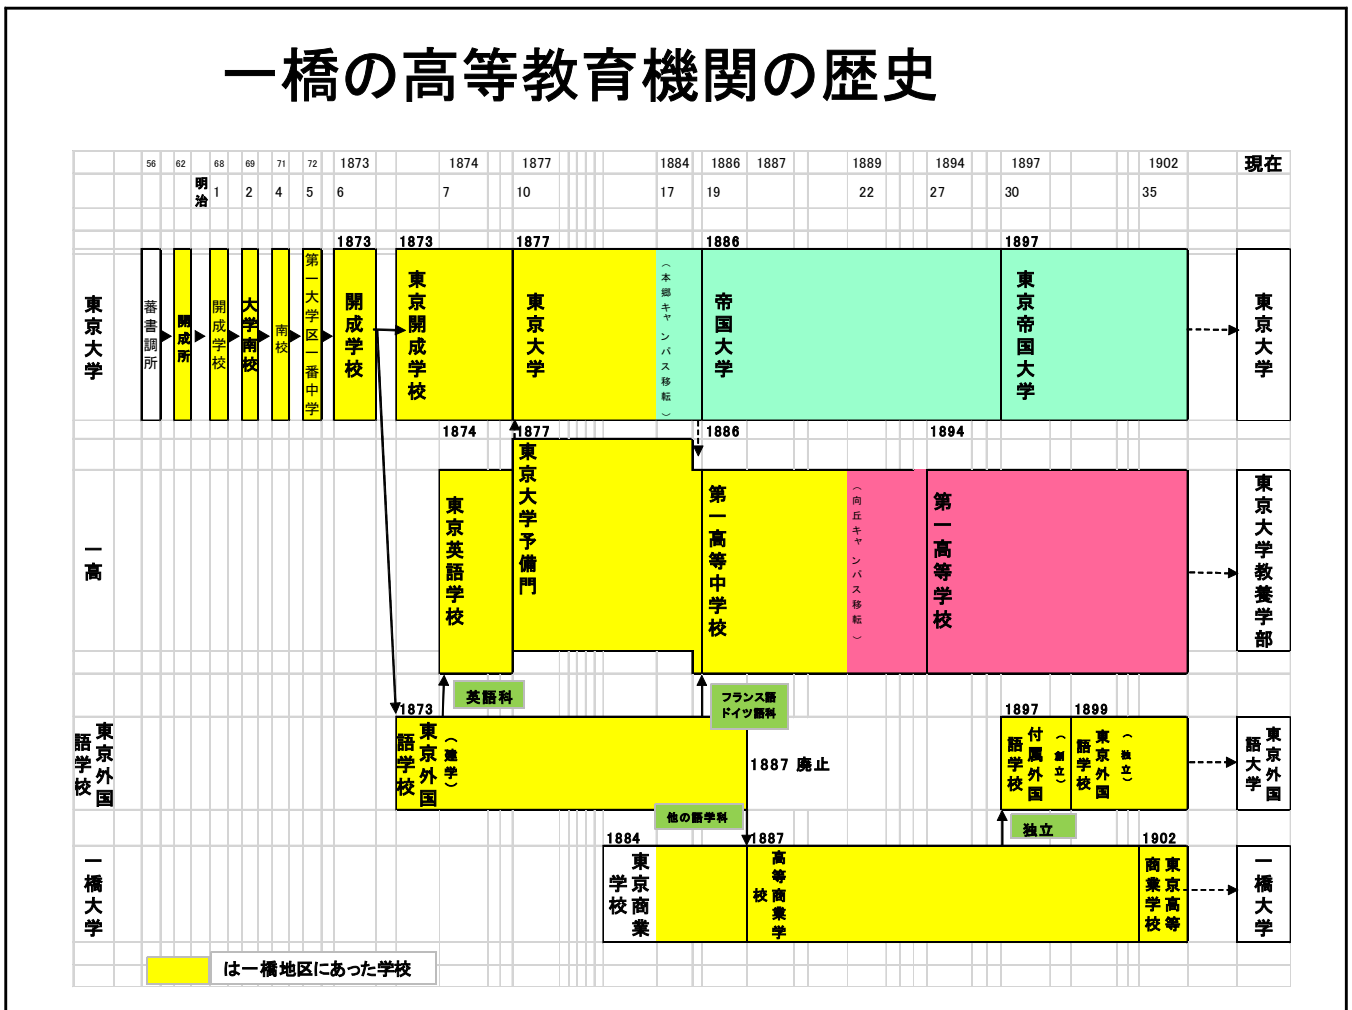 一橋の高等教育機関の歴史
56 62 68 69 71 72 1873 1874 1877 1884 1886 1887 1889 1894 1897 1902 現在
明治 1 2 4 5 6 7 10 17 19 22 27 30 35
1873 1873 1877 1886 1897
東京大学
蕃書調所
開成所
開成学校
大学南校
南校
第一大学区一番中学
開成学校
東京開成学校
東京大学
（本郷キャンパス移転）
帝国大学
東京帝国大学
東京大学
1874 1877 1886 1894
一高
東京英語学校
東京大学予備門
第一高等中学校
（向丘キャンパス移転）
第一高等学校
東京大学教養学部
英語科
フランス語
ドイツ語科
1873 1897 1899
東京外国
語学校
東京外国
語学校
（建学）
1887 廃止
付属外国
語学校
（創立）
東京外国
語学校
（独立）
東京外国
語大学
他の語学科
独立
1884 1887 1902
一橋大学
東京商業
学校
高等商業学
校
東京高等
商業学校
一橋大学
は一橋地区にあった学校